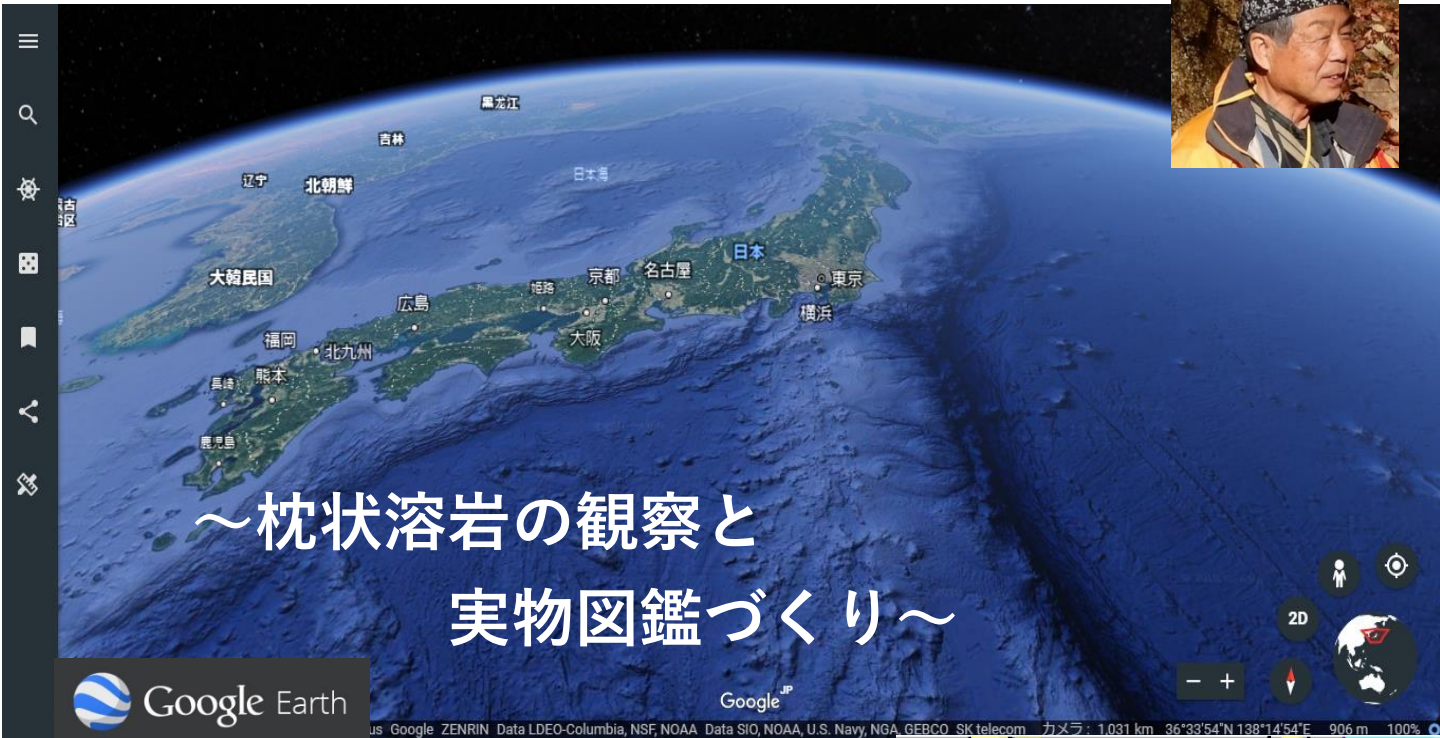 黒龙江
吉林
辽宁
北朝鮮
古
区
日本海
大韓民国
日本
東京
横浜
名古屋
京都
姫路
大阪
広島
福岡
北九州
長崎
熊本
鹿児島
～枕状溶岩の観察と
実物図鑑づくり～
2D
Google Earth
Google JP
us Google ZENRIN Data LDEO-Columbia, NSF, NOAA Data SIO, NOAA, U.S. Navy, NGA, GEBCO SK telecom カメラ: 1,031 km 36°33'54"N 138°14'54"E 906 m 100%